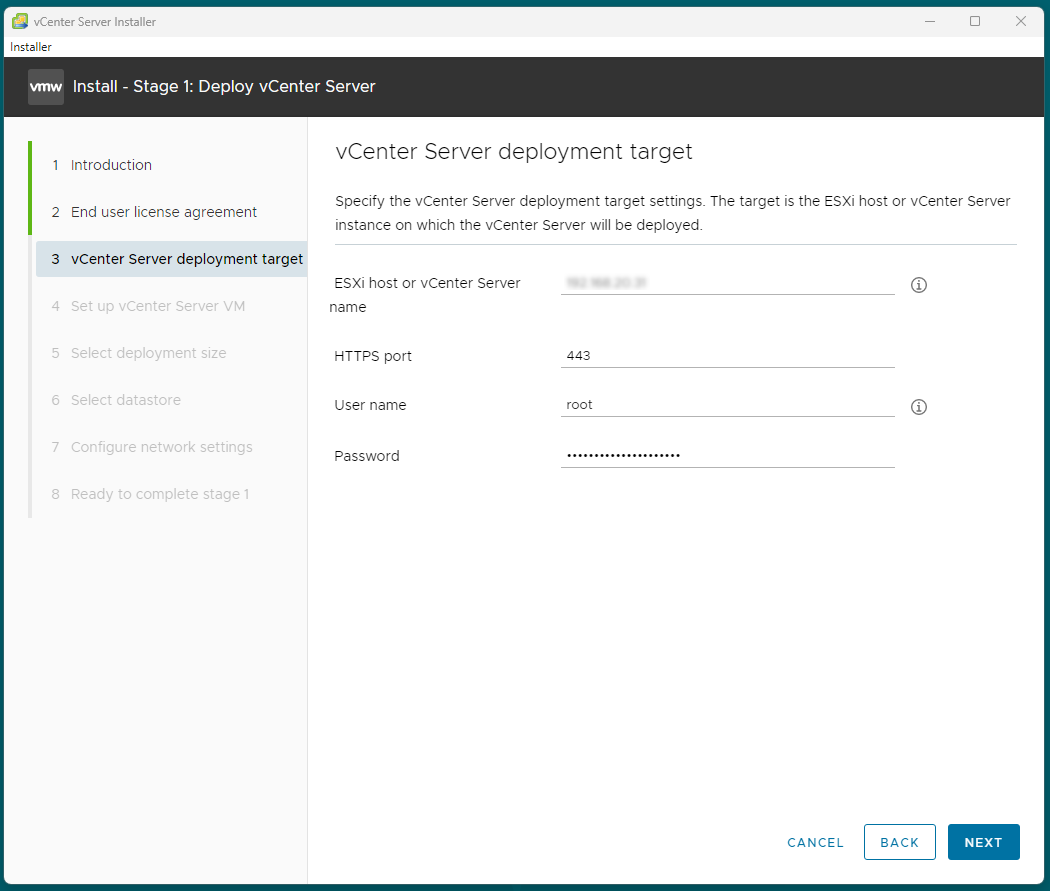 vCenter Server Installer
Installer
vmw Install - Stage 1: Deploy vCenter Server
1 Introduction
2 End user license agreement
3 vCenter Server deployment target
4 Set up vCenter Server VM
5 Select deployment size
6 Select datastore
7 Configure network settings
8 Ready to complete stage 1
vCenter Server deployment target
Specify the vCenter Server deployment target settings. The target is the ESXi host or vCenter Server
instance on which the vCenter Server will be deployed.
ESXi host or vCenter Server
name
HTTPS port 443
User name root
Password •••••••••••••••••••••
CANCEL BACK NEXT